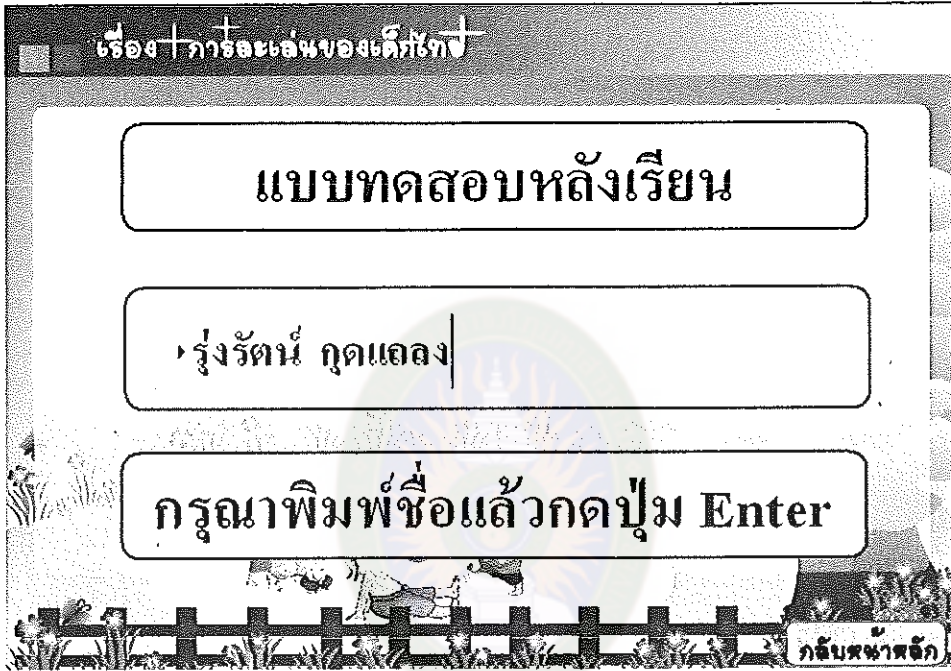 เรื่อง การละเล่นของเด็กไทย
แบบทดสอบหลังเรียน
รุ่งรัตน์ กุดแถลง
กรุณาพิมพ์ชื่อแล้วกดปุ่ม Enter
กลับหน้าหลัก